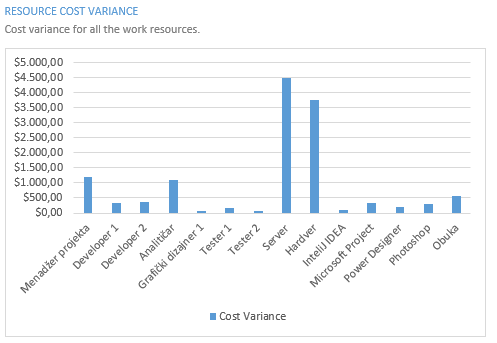 RESOURCE COST VARIANCE
Cost variance for all the work resources.
$5.000,00
$4.500,00
$4.000,00
$3.500,00
$3.000,00
$2.500,00
$2.000,00
$1.500,00
$1.000,00
$500,00
$0,00
Menadžer projekta
Developer 1
Developer 2
Analitičar
Grafički dizajner 1
Tester 1
Tester 2
Server
Hardver
InteliJ IDEA
Microsoft Project
Power Designer
Photoshop
Obuka
Cost Variance